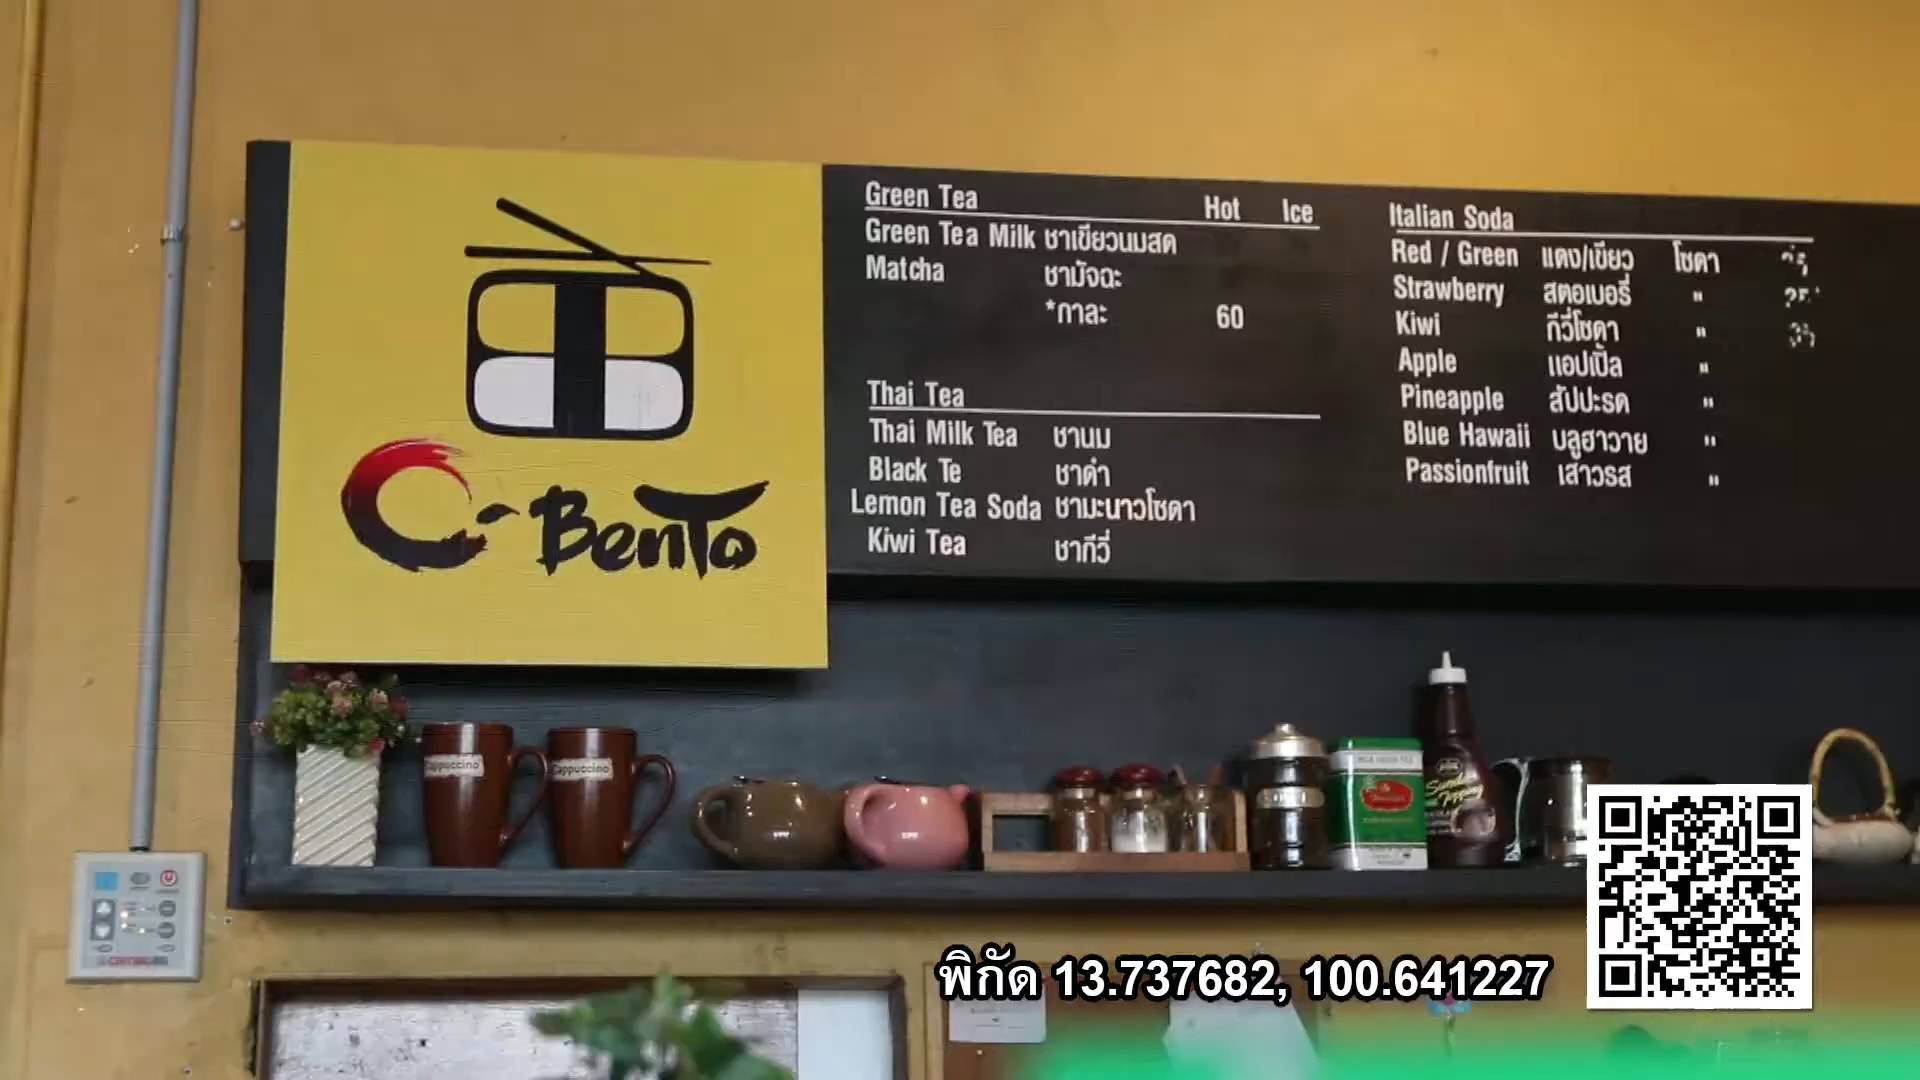 C-Bento
Green Tea Hot Ice
Green Tea Milk ชาเขียวนมสด
Matcha ชามัจฉะ
*กาละ 60
Thai Tea
Thai Milk Tea ชานม
Black Te ชาดำ
Lemon Tea Soda ชามะนาวโซดา
Kiwi Tea ชากีวี่
Italian Soda
Red / Green แดง/เขียว โซดา
Strawberry สตอเบอรี่ "
Kiwi กีวี่โซดา "
Apple แอปเปิ้ล "
Pineapple สัปปะรด "
Blue Hawaii บลูฮาวาย "
Passionfruit เสาวรส "
Cappuccino
Cappuccino
พิกัด 13.737682, 100.641227